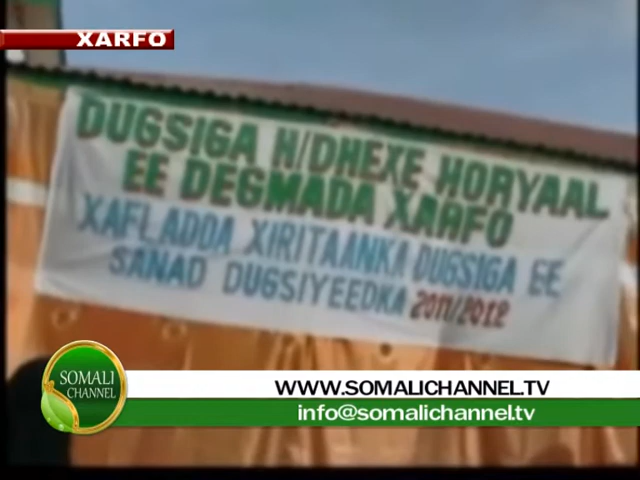 XARFO
DUGSIGA H/DHEXE HORYAAL
EE DEGMADA XARFO
XAFLADDA XIRITAANKA DUGSIGA EE
SANAD DUGSIYEEDKA 2011/2012
SOMALI
CHANNEL
WWW.SOMALICHANNEL.TV
info@somalichannel.tv